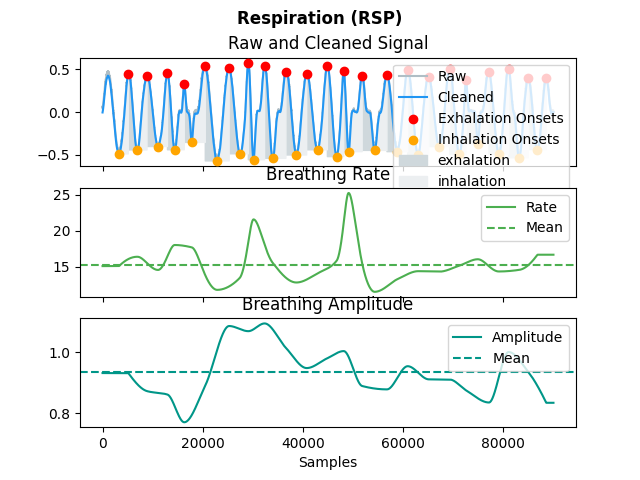 Respiration (RSP)
Raw and Cleaned Signal
0.5
0.0
−0.5
Raw
Cleaned
Exhalation Onsets
Inhalation Onsets
exhalation
inhalation
Breathing Rate
25
20
15
Rate
Mean
Breathing Amplitude
1.0
0.8
Amplitude
Mean
0 20000 40000 60000 80000
Samples